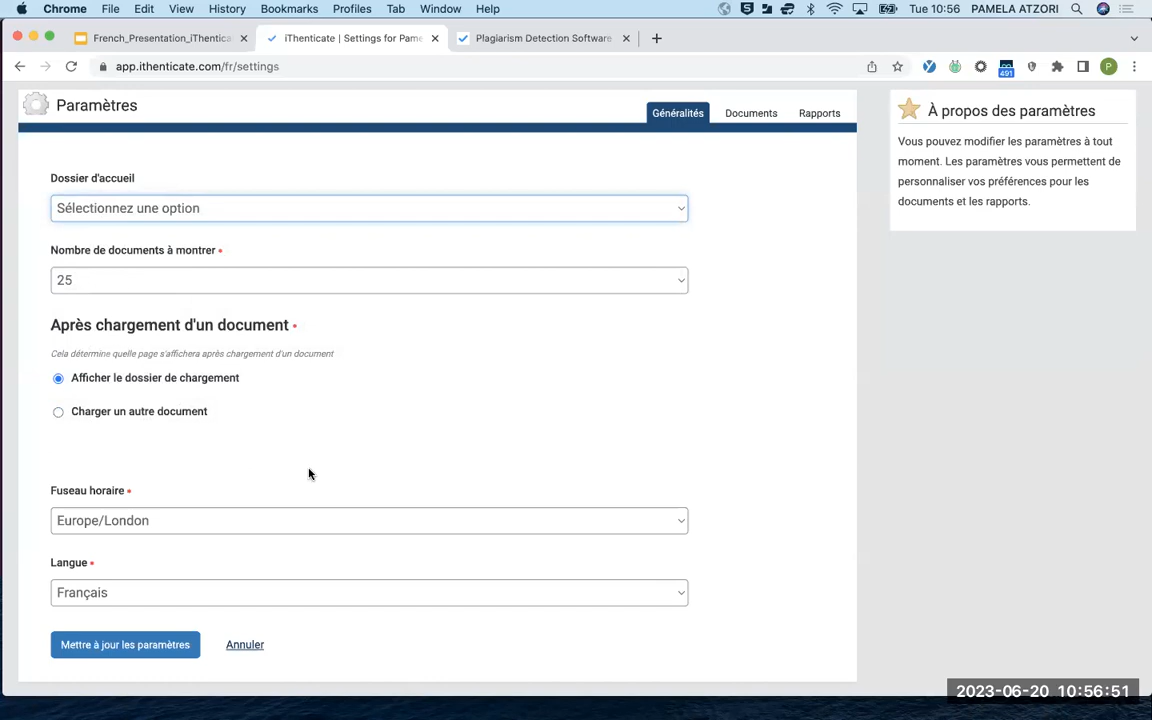 Chrome File Edit View History Bookmarks Profiles Tab Window Help Tue 10:56 PAMELA ATZORI
French_Presentation_iThentica iThenticate | Settings for Pame Plagiarism Detection Software
app.ithenticate.com/fr/settings 491 P
Paramètres
Généralités Documents Rapports
À propos des paramètres
Vous pouvez modifier les paramètres à tout
moment. Les paramètres vous permettent de
personnaliser vos préférences pour les
documents et les rapports.
Dossier d'accueil
Sélectionnez une option
Nombre de documents à montrer
25
Après chargement d'un document
Cela détermine quelle page s'affichera après chargement d'un document
Afficher le dossier de chargement
Charger un autre document
Fuseau horaire
Europe/London
Langue
Français
Mettre à jour les paramètres Annuler
2023-06-20 10:56:51